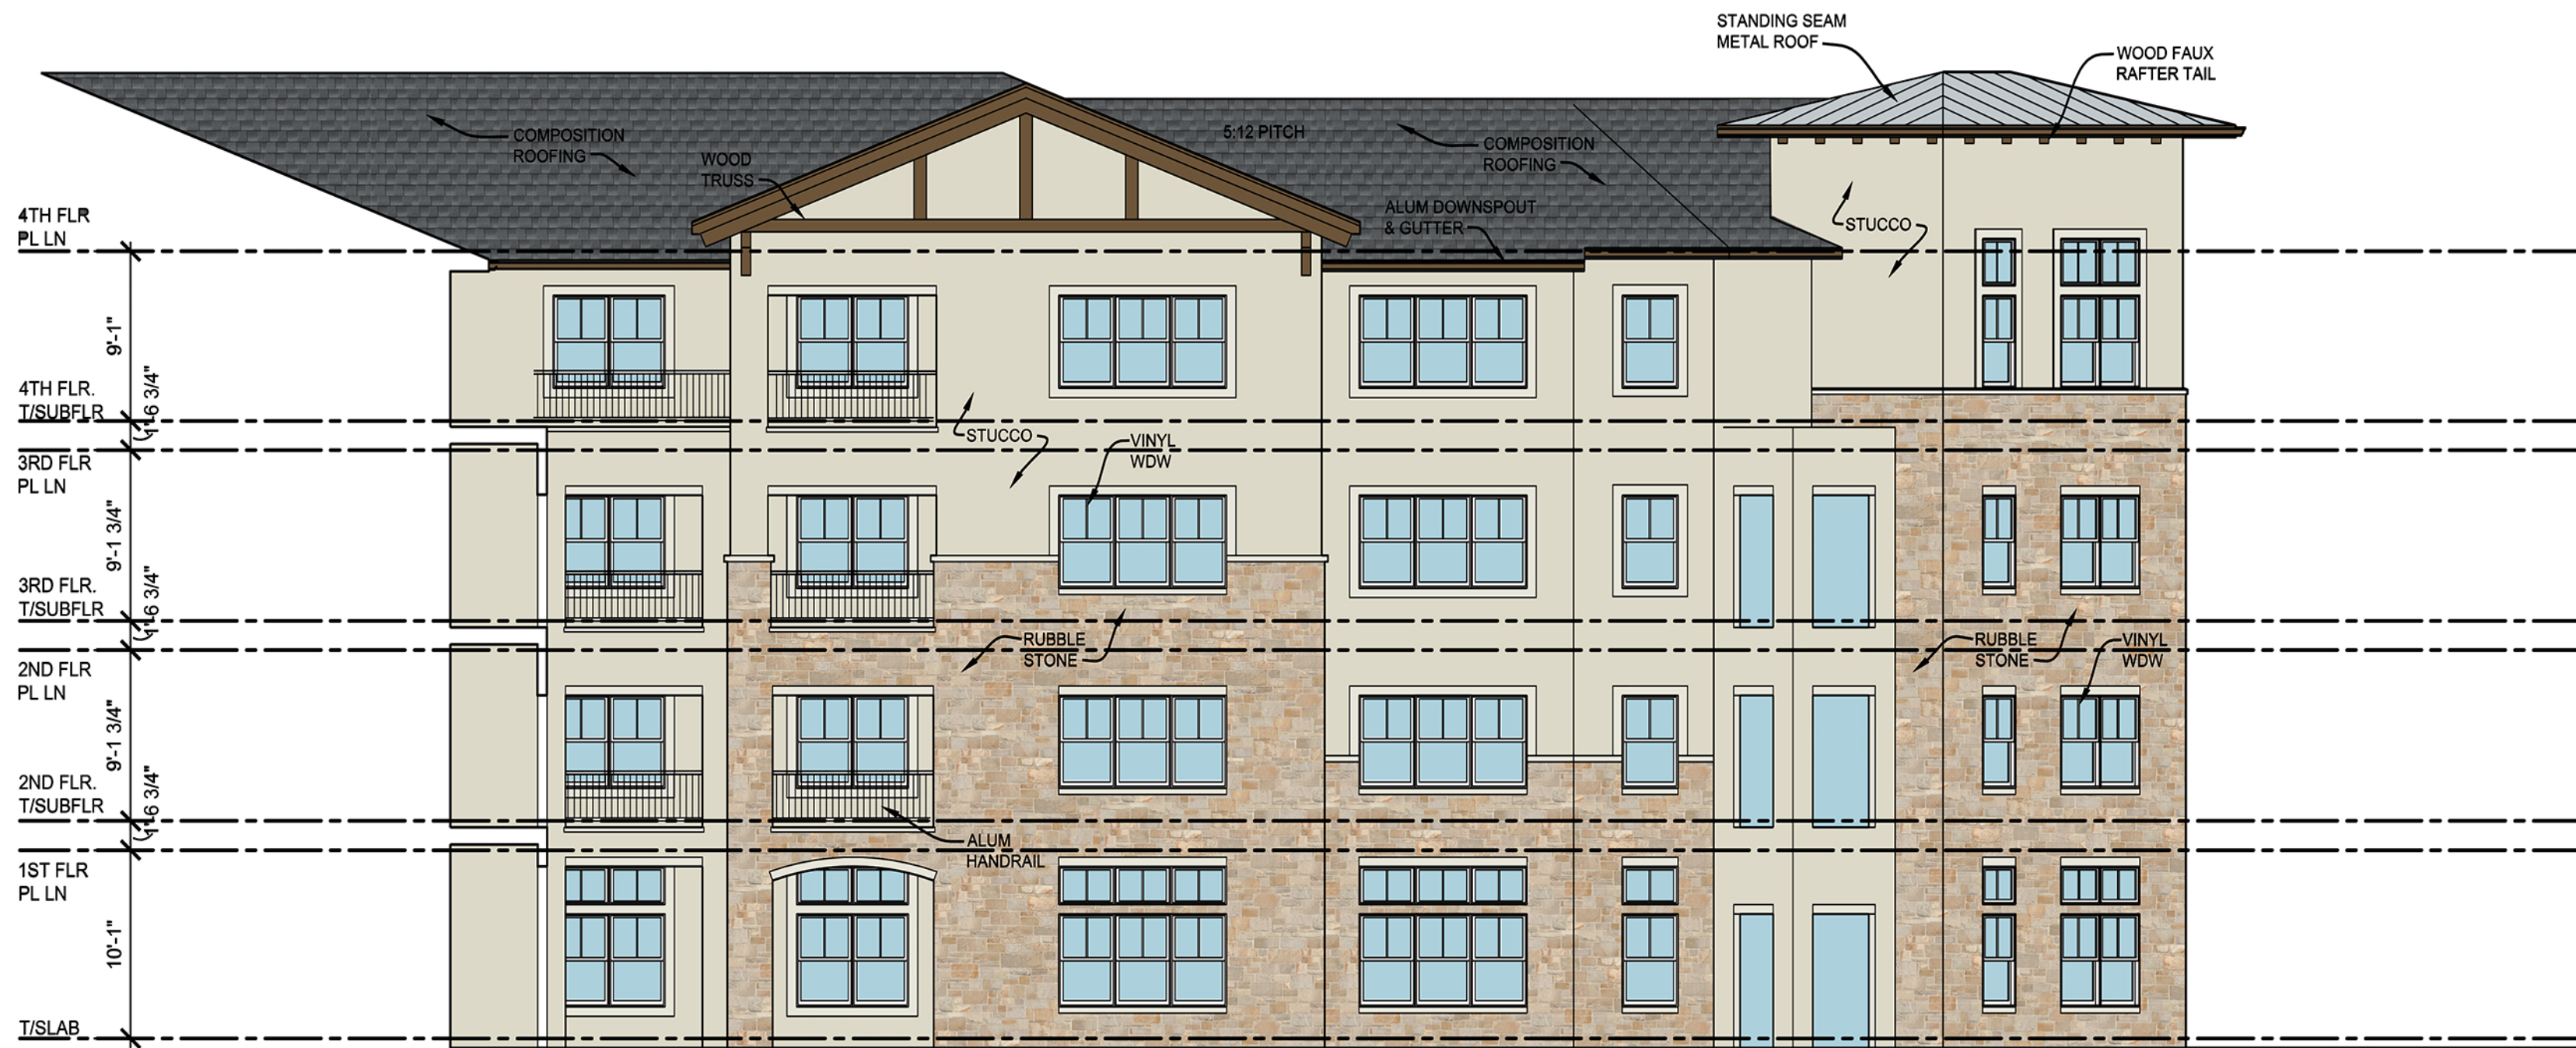 STANDING SEAM
METAL ROOF
WOOD FAUX
RAFTER TAIL
COMPOSITION
ROOFING
WOOD
TRUSS
5:12 PITCH
COMPOSITION
ROOFING
ALUM DOWNSPOUT
& GUTTER
STUCCO
4TH FLR
PL LN
9'-1"
4TH FLR.
T/SUBFLR
1'-6 3/4"
STUCCO
VINYL
WDW
3RD FLR
PL LN
9'-1 3/4"
3RD FLR.
T/SUBFLR
1'-6 3/4"
RUBBLE
STONE
RUBBLE
STONE
VINYL
WDW
2ND FLR
PL LN
9'-1 3/4"
2ND FLR.
T/SUBFLR
1'-6 3/4"
ALUM
HANDRAIL
1ST FLR
PL LN
10'-1"
T/SLAB